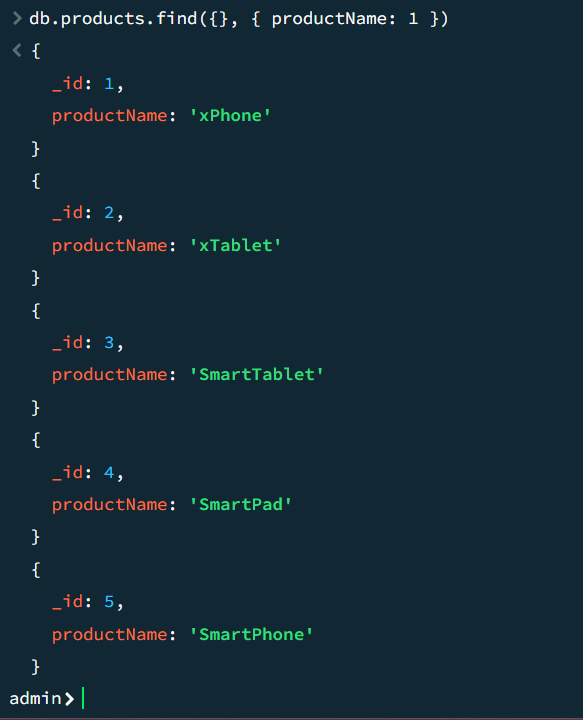 > db.products.find({}, { productName: 1 })
< {
_id: 1,
productName: 'xPhone'
}
{
_id: 2,
productName: 'xTablet'
}
{
_id: 3,
productName: 'SmartTablet'
}
{
_id: 4,
productName: 'SmartPad'
}
{
_id: 5,
productName: 'SmartPhone'
}
admin>